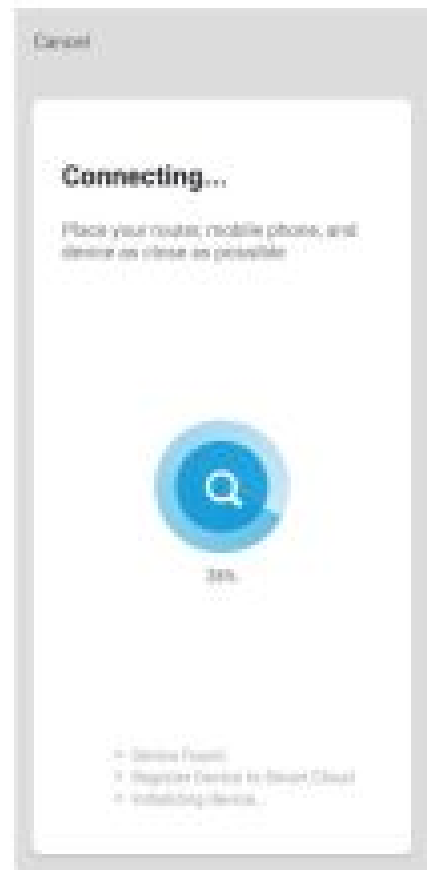 Cancel
Connecting...
Place your router, mobile phone, and
device as close as possible
Device Found
Register Device to Smart Cloud
Initializing device...